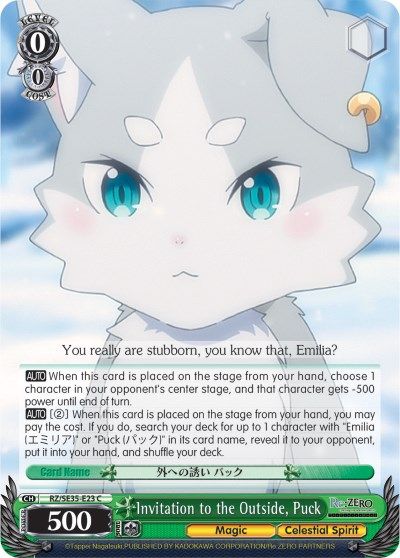 LEVEL
0
0
COST
You really are stubborn, you know that, Emilia?
AUTO When this card is placed on the stage from your hand, choose 1
character in your opponent's center stage, and that character gets -500
power until end of turn.
AUTO [②] When this card is placed on the stage from your hand, you may
pay the cost. If you do, search your deck for up to 1 character with "Emilia
(エミリア)" or "Puck (パック)" in its card name, reveal it to your opponent,
put it into your hand, and shuffle your deck.
Card Name 外への誘い パック
CH RZ/SE35-E23 C
Invitation to the Outside, Puck
Re:ZERO
POWER
500
Magic Celestial Spirit
©Tappei Nagatsuki,PUBLISHED BY KADOKAWA CORPORATION/Re:ZERO PARTNERS